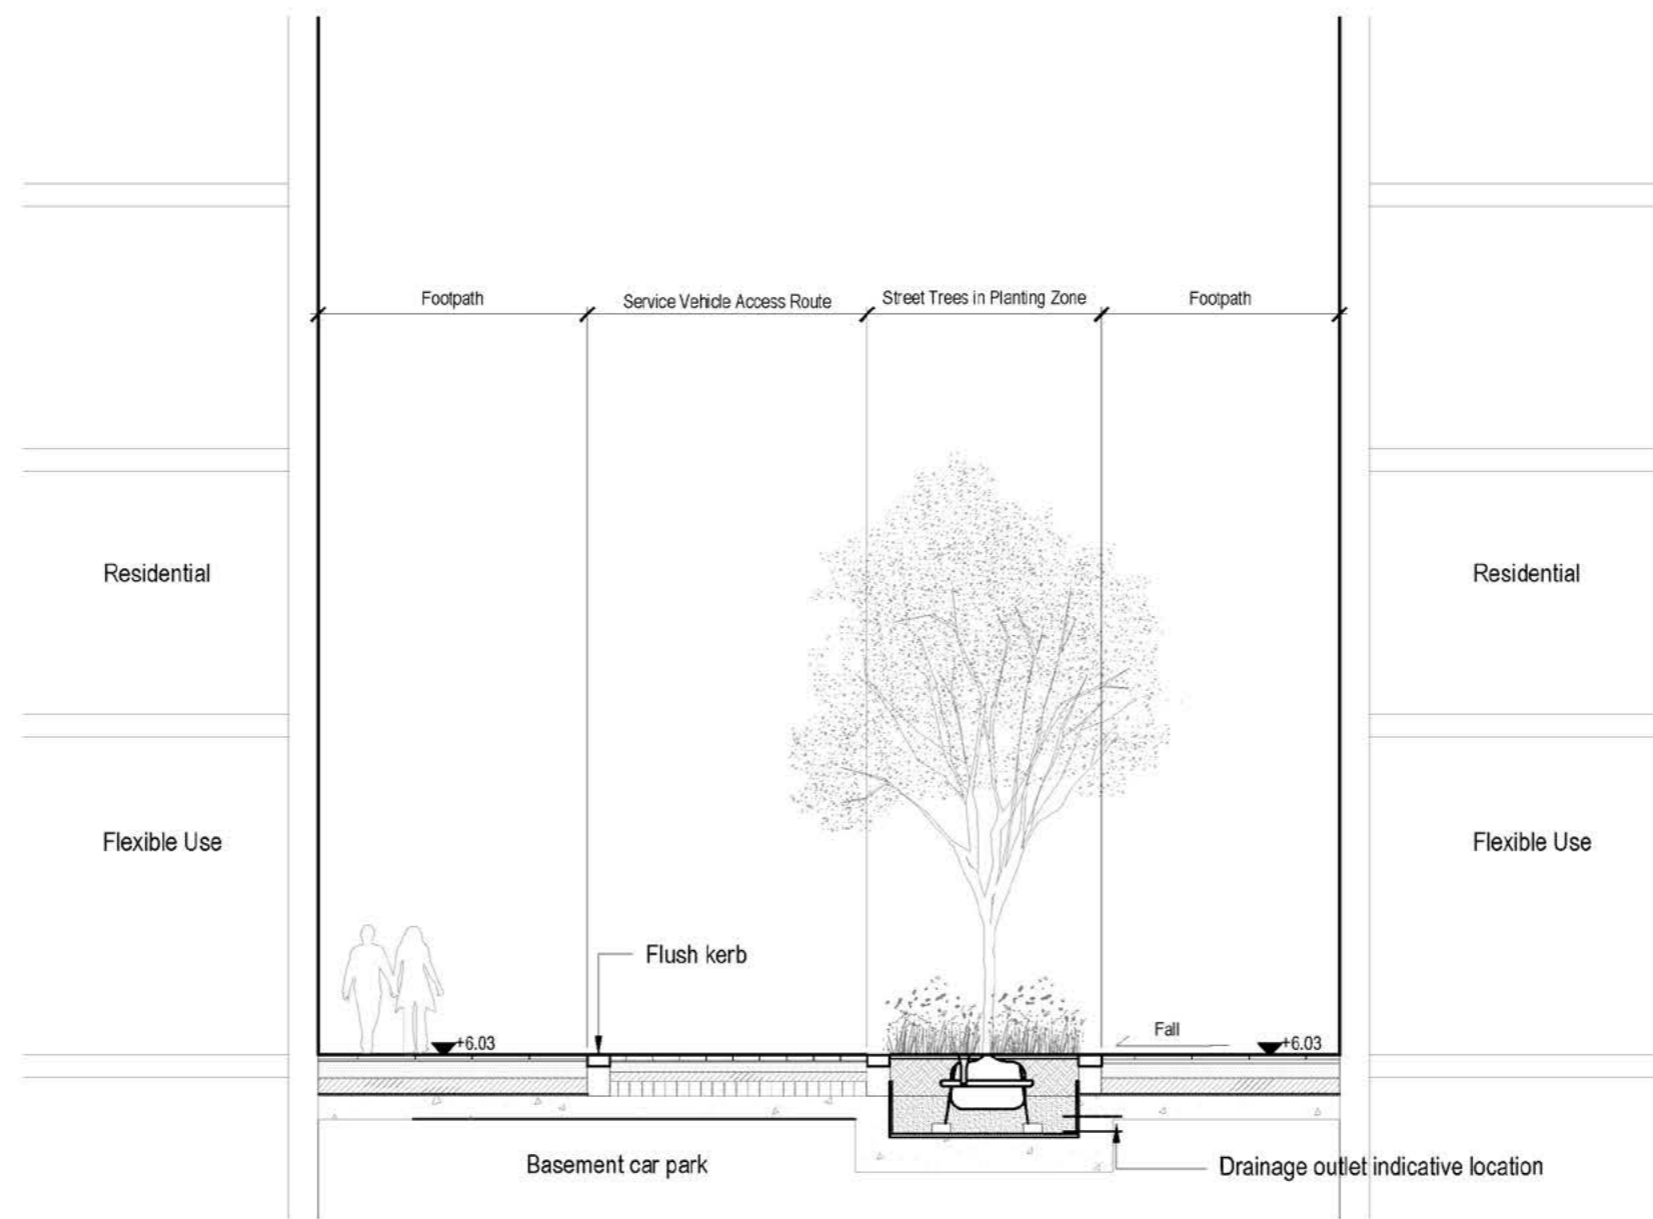 Footpath
Service Vehicle Access Route
Street Trees in Planting Zone
Footpath
Residential
Residential
Flexible Use
Flexible Use
Flush kerb
+6.03
Fall
+6.03
Basement car park
Drainage outlet indicative location